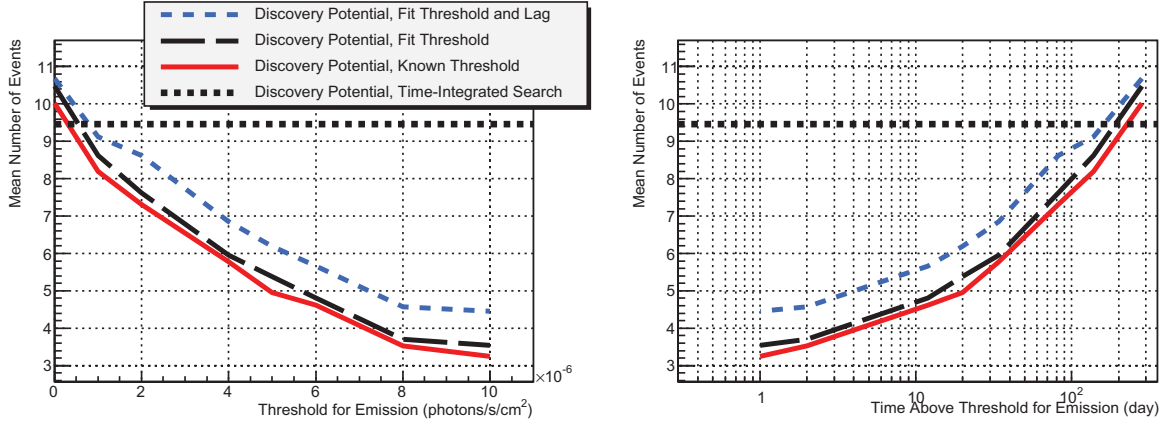 Discovery Potential, Fit Threshold and Lag
Discovery Potential, Fit Threshold
Discovery Potential, Known Threshold
Discovery Potential, Time-Integrated Search
Mean Number of Events
11
10
9
8
7
6
5
4
3
0 2 4 6 8 10
×10⁻⁶
Threshold for Emission (photons/s/cm²)
Mean Number of Events
11
10
9
8
7
6
5
4
3
1 10 10²
Time Above Threshold for Emission (day)